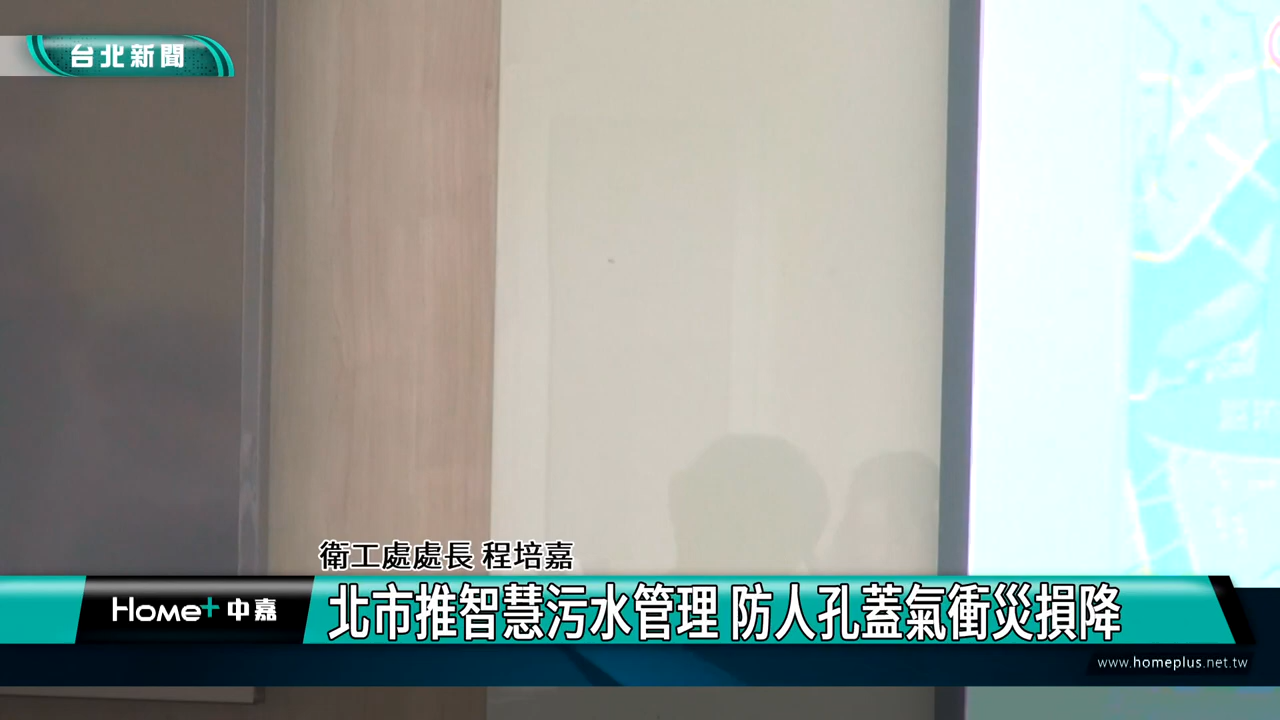 台北新聞
衛工處處長 程培嘉
Home+ 中嘉
北市推智慧污水管理 防人孔蓋氣衝災損降
www.homeplus.net.tw